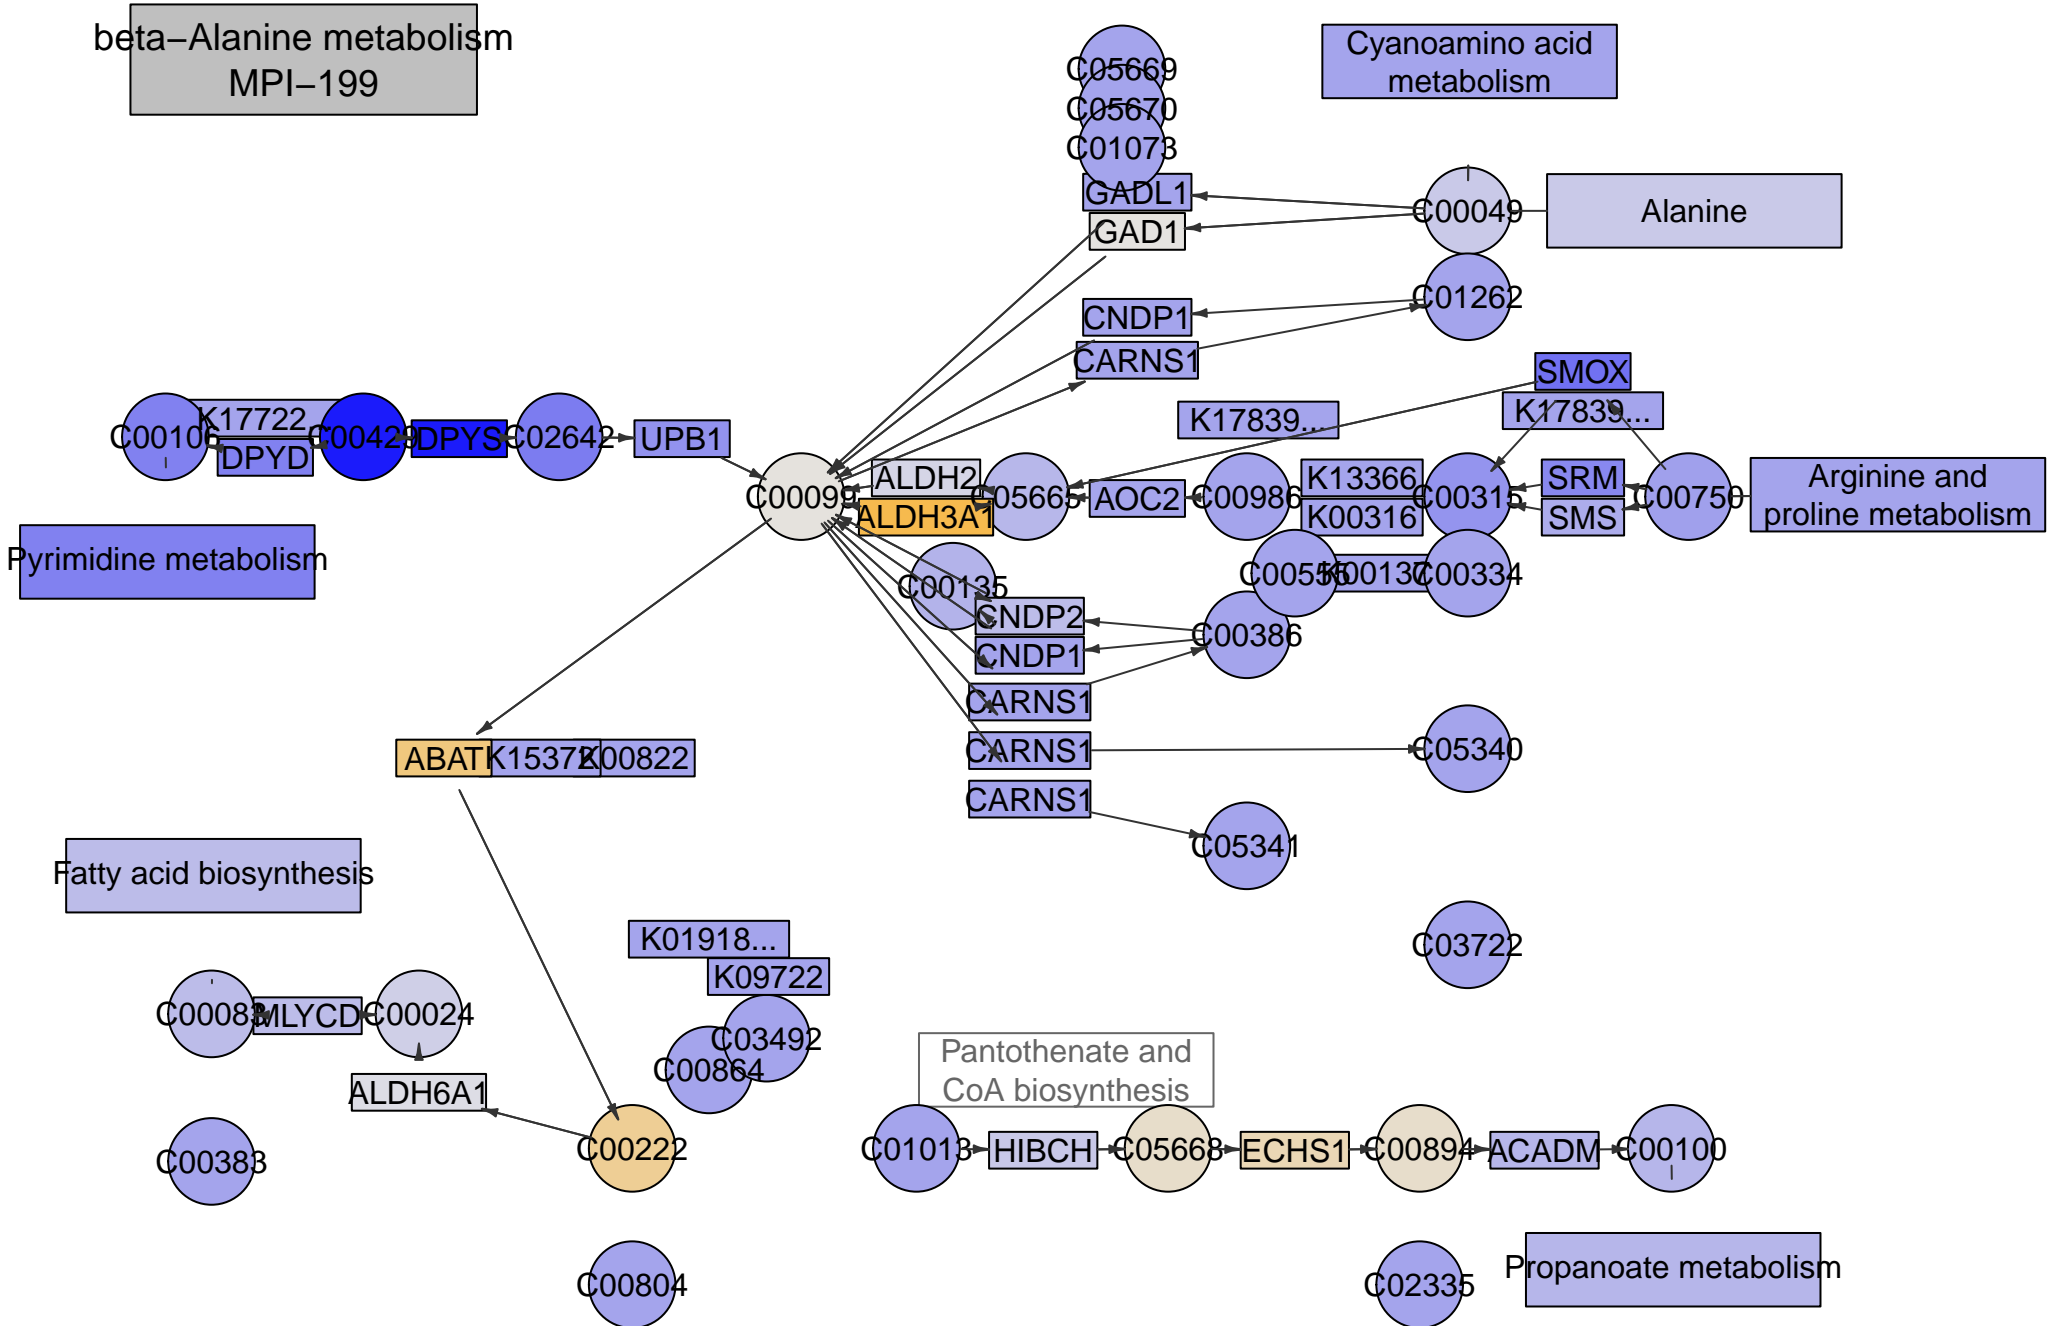 beta−Alanine metabolism
MPI−199
C05669
C05670
C01073
Cyanoamino acid
metabolism
GADL1
GAD1
C00049
Alanine
C01262
CNDP1
CARNS1
SMOX
K17839...
K17839...
C00106
K17722
DPYD
C00429
DPYS
C02642
UPB1
C00099
ALDH2
ALDH3A1
C05665
AOC2
C00986
K13366
K00316
C00315
SRM
SMS
C00750
Arginine and
proline metabolism
Pyrimidine metabolism
C00135
C00555
K00137
C00334
CNDP2
CNDP1
C00386
CARNS1
CARNS1
C05340
CARNS1
C05341
ABAT
K15372
K00822
Fatty acid biosynthesis
K01918...
K09722
C03722
C00083
MLYCD
C00024
C03492
C00864
ALDH6A1
Pantothenate and
CoA biosynthesis
C00383
C00222
C01013
HIBCH
C05668
ECHS1
C00894
ACADM
C00100
C00804
C02335
Propanoate metabolism